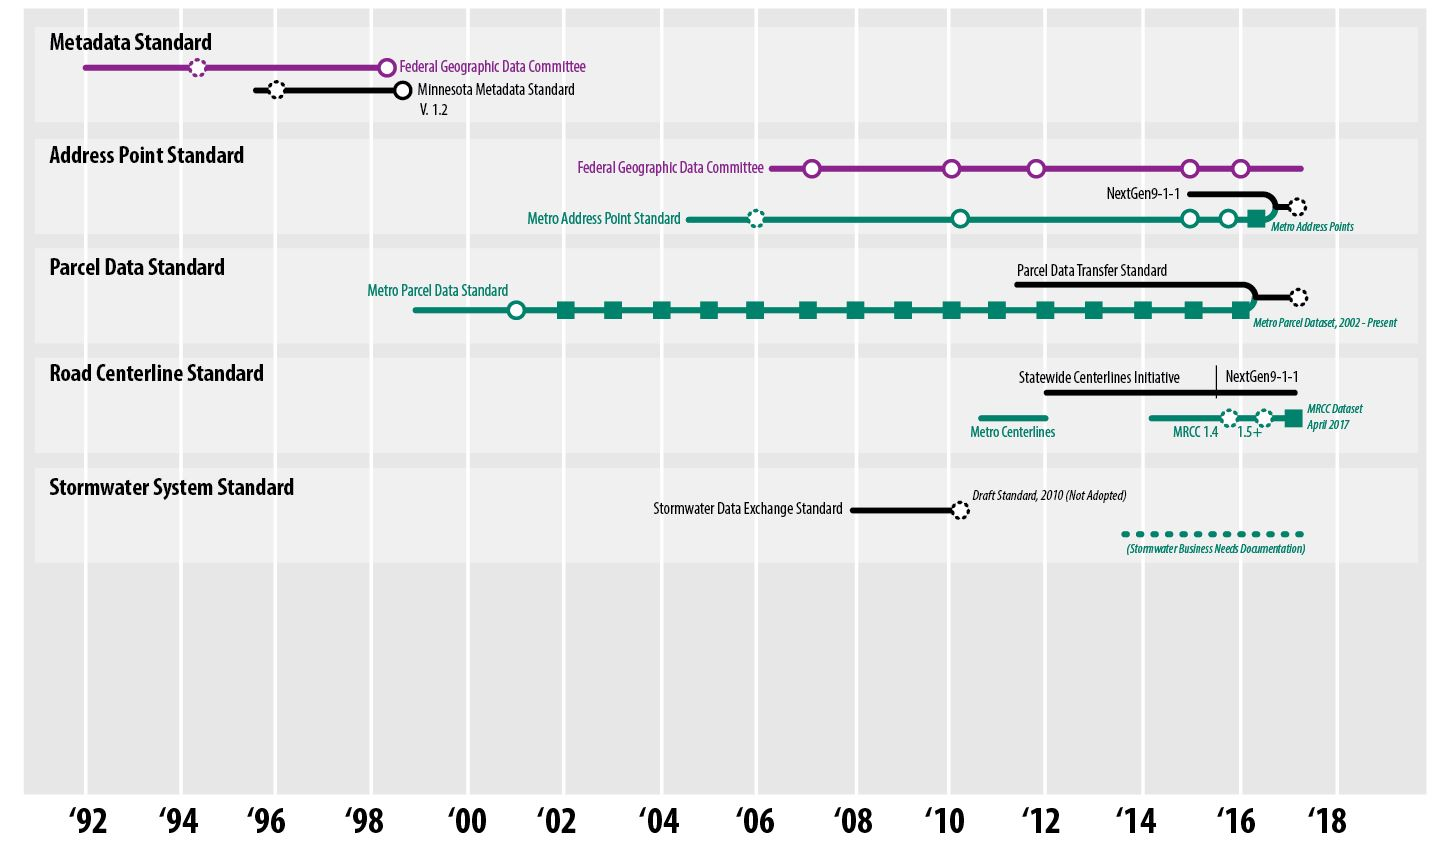 Metadata Standard
Federal Geographic Data Committee
Minnesota Metadata Standard
V. 1.2
Address Point Standard
Federal Geographic Data Committee
NextGen9-1-1
Metro Address Point Standard
Metro Address Points
Parcel Data Standard
Parcel Data Transfer Standard
Metro Parcel Data Standard
Metro Parcel Dataset, 2002 - Present
Road Centerline Standard
Statewide Centerlines Initiative
NextGen9-1-1
MRCC Dataset
April 2017
Metro Centerlines
MRCC 1.4
1.5+
Stormwater System Standard
Draft Standard, 2010 (Not Adopted)
Stormwater Data Exchange Standard
(Stormwater Business Needs Documentation)
‘92 ‘94 ‘96 ‘98 ‘00 ‘02 ‘04 ‘06 ‘08 ‘10 ‘12 ‘14 ‘16 ‘18